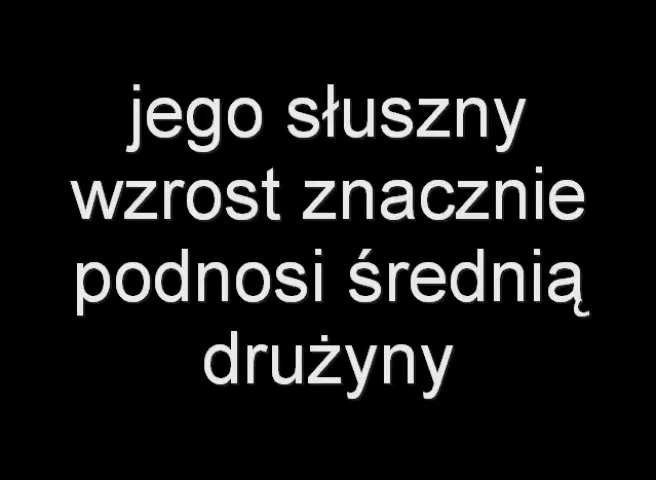 jego słuszny
wzrost znacznie
podnosi średnią
drużyny